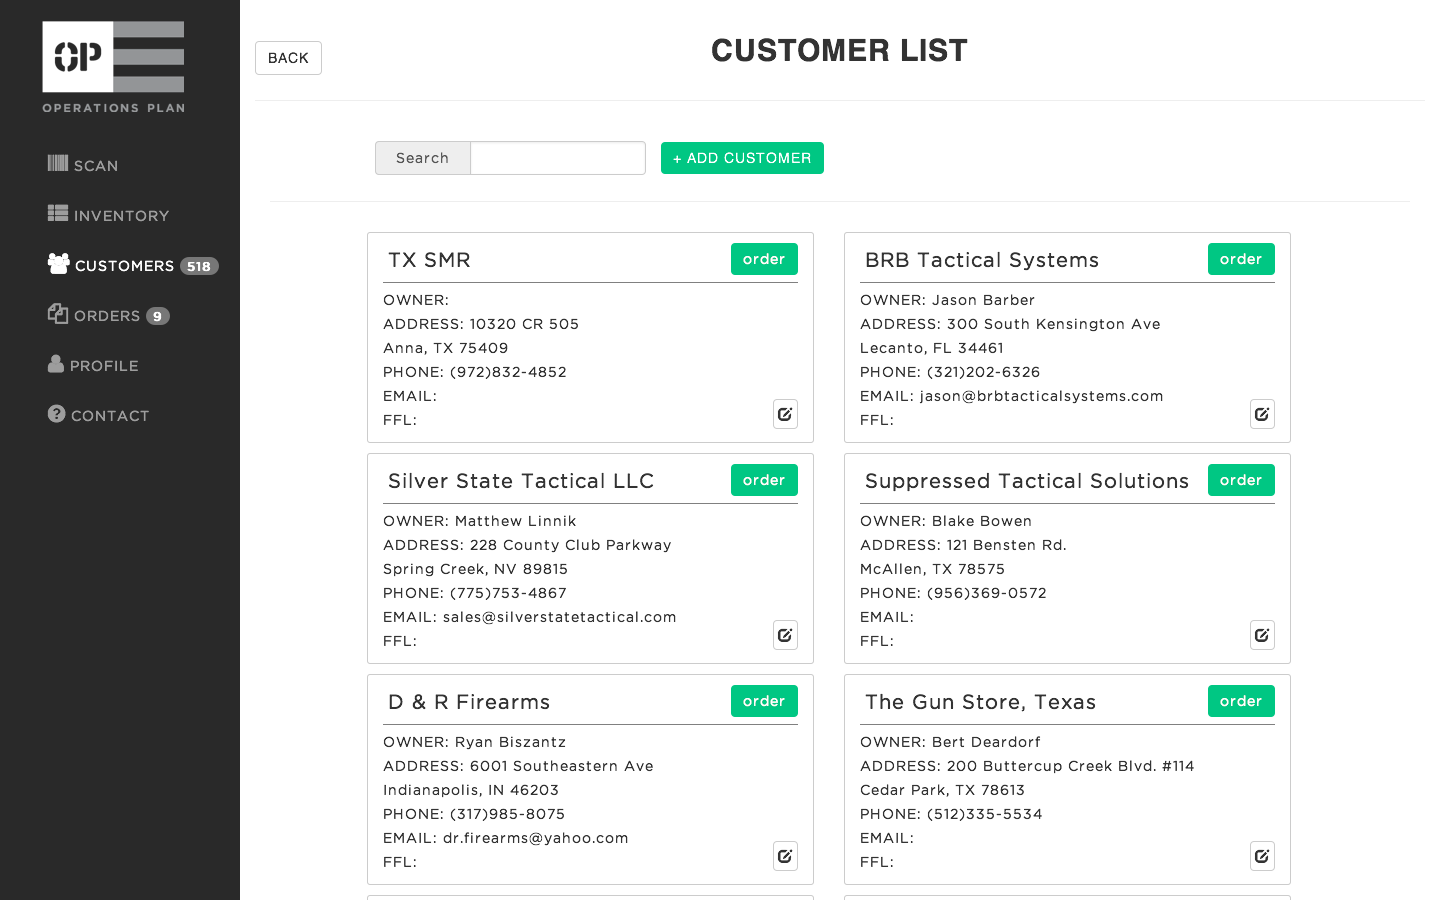 OP
OPERATIONS PLAN
SCAN
INVENTORY
CUSTOMERS 518
ORDERS 9
PROFILE
CONTACT
BACK
CUSTOMER LIST
Search
+ ADD CUSTOMER
TX SMR
order
OWNER:
ADDRESS: 10320 CR 505
Anna, TX 75409
PHONE: (972)832-4852
EMAIL:
FFL:
BRB Tactical Systems
order
OWNER: Jason Barber
ADDRESS: 300 South Kensington Ave
Lecanto, FL 34461
PHONE: (321)202-6326
EMAIL: jason@brbtacticalsystems.com
FFL:
Silver State Tactical LLC
order
OWNER: Matthew Linnik
ADDRESS: 228 County Club Parkway
Spring Creek, NV 89815
PHONE: (775)753-4867
EMAIL: sales@silverstatetactical.com
FFL:
Suppressed Tactical Solutions
order
OWNER: Blake Bowen
ADDRESS: 121 Bensten Rd.
McAllen, TX 78575
PHONE: (956)369-0572
EMAIL:
FFL:
D & R Firearms
order
OWNER: Ryan Biszantz
ADDRESS: 6001 Southeastern Ave
Indianapolis, IN 46203
PHONE: (317)985-8075
EMAIL: dr.firearms@yahoo.com
FFL:
The Gun Store, Texas
order
OWNER: Bert Deardorf
ADDRESS: 200 Buttercup Creek Blvd. #114
Cedar Park, TX 78613
PHONE: (512)335-5534
EMAIL:
FFL: